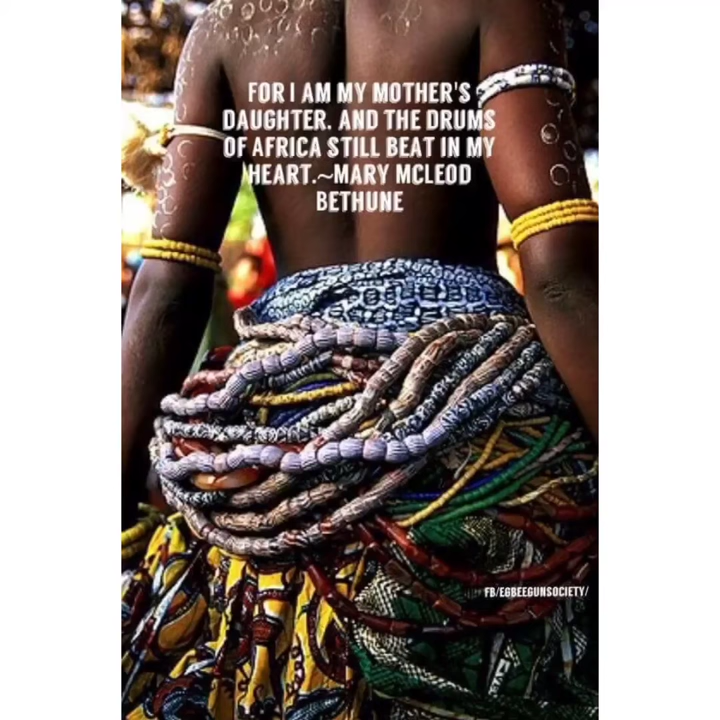 FOR I AM MY MOTHER'S
DAUGHTER. AND THE DRUMS
OF AFRICA STILL BEAT IN MY
HEART.~MARY MCLEOD
BETHUNE
FB/EGBEEGUNSOCIETY/